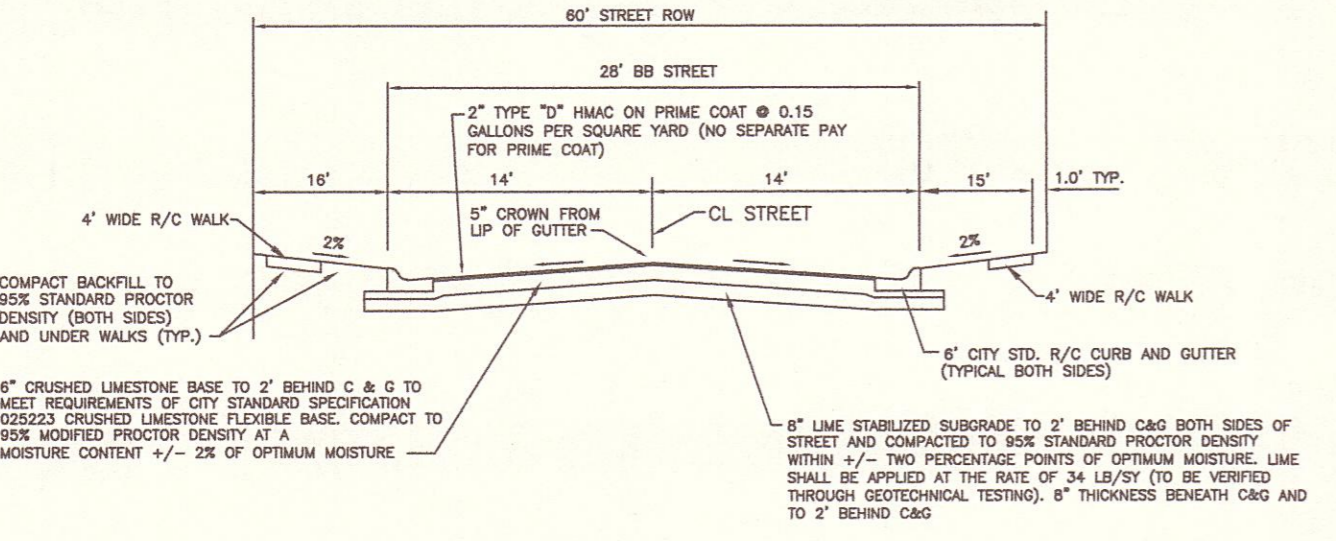 60' STREET ROW
28' BB STREET
2" TYPE "D" HMAC ON PRIME COAT @ 0.15
GALLONS PER SQUARE YARD (NO SEPARATE PAY
FOR PRIME COAT)
16'
14'
14'
15'
1.0' TYP.
4' WIDE R/C WALK
5" CROWN FROM
LIP OF GUTTER
CL STREET
2%
2%
COMPACT BACKFILL TO
95% STANDARD PROCTOR
DENSITY (BOTH SIDES)
AND UNDER WALKS (TYP.)
4' WIDE R/C WALK
6' CITY STD. R/C CURB AND GUTTER
(TYPICAL BOTH SIDES)
6" CRUSHED LIMESTONE BASE TO 2' BEHIND C & G TO
MEET REQUIREMENTS OF CITY STANDARD SPECIFICATION
025223 CRUSHED LIMESTONE FLEXIBLE BASE. COMPACT TO
95% MODIFIED PROCTOR DENSITY AT A
MOISTURE CONTENT +/- 2% OF OPTIMUM MOISTURE
8" LIME STABILIZED SUBGRADE TO 2' BEHIND C&G BOTH SIDES OF
STREET AND COMPACTED TO 95% STANDARD PROCTOR DENSITY
WITHIN +/- TWO PERCENTAGE POINTS OF OPTIMUM MOISTURE. LIME
SHALL BE APPLIED AT THE RATE OF 34 LB/SY (TO BE VERIFIED
THROUGH GEOTECHNICAL TESTING). 8" THICKNESS BENEATH C&G AND
TO 2' BEHIND C&G